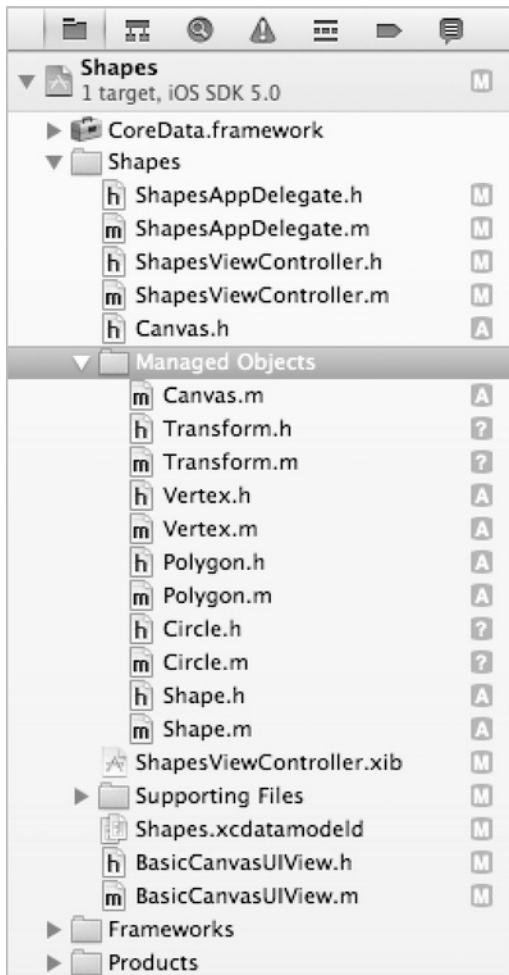 Shapes M
1 target, iOS SDK 5.0
CoreData.framework
Shapes
h ShapesAppDelegate.h M
m ShapesAppDelegate.m M
h ShapesViewController.h M
m ShapesViewController.m M
h Canvas.h A
Managed Objects
m Canvas.m A
h Transform.h ?
m Transform.m ?
h Vertex.h A
m Vertex.m A
h Polygon.h A
m Polygon.m A
h Circle.h ?
m Circle.m ?
h Shape.h A
m Shape.m A
ShapesViewController.xib M
Supporting Files M
Shapes.xcdatamodeld M
h BasicCanvasUIView.h M
m BasicCanvasUIView.m M
Frameworks
Products